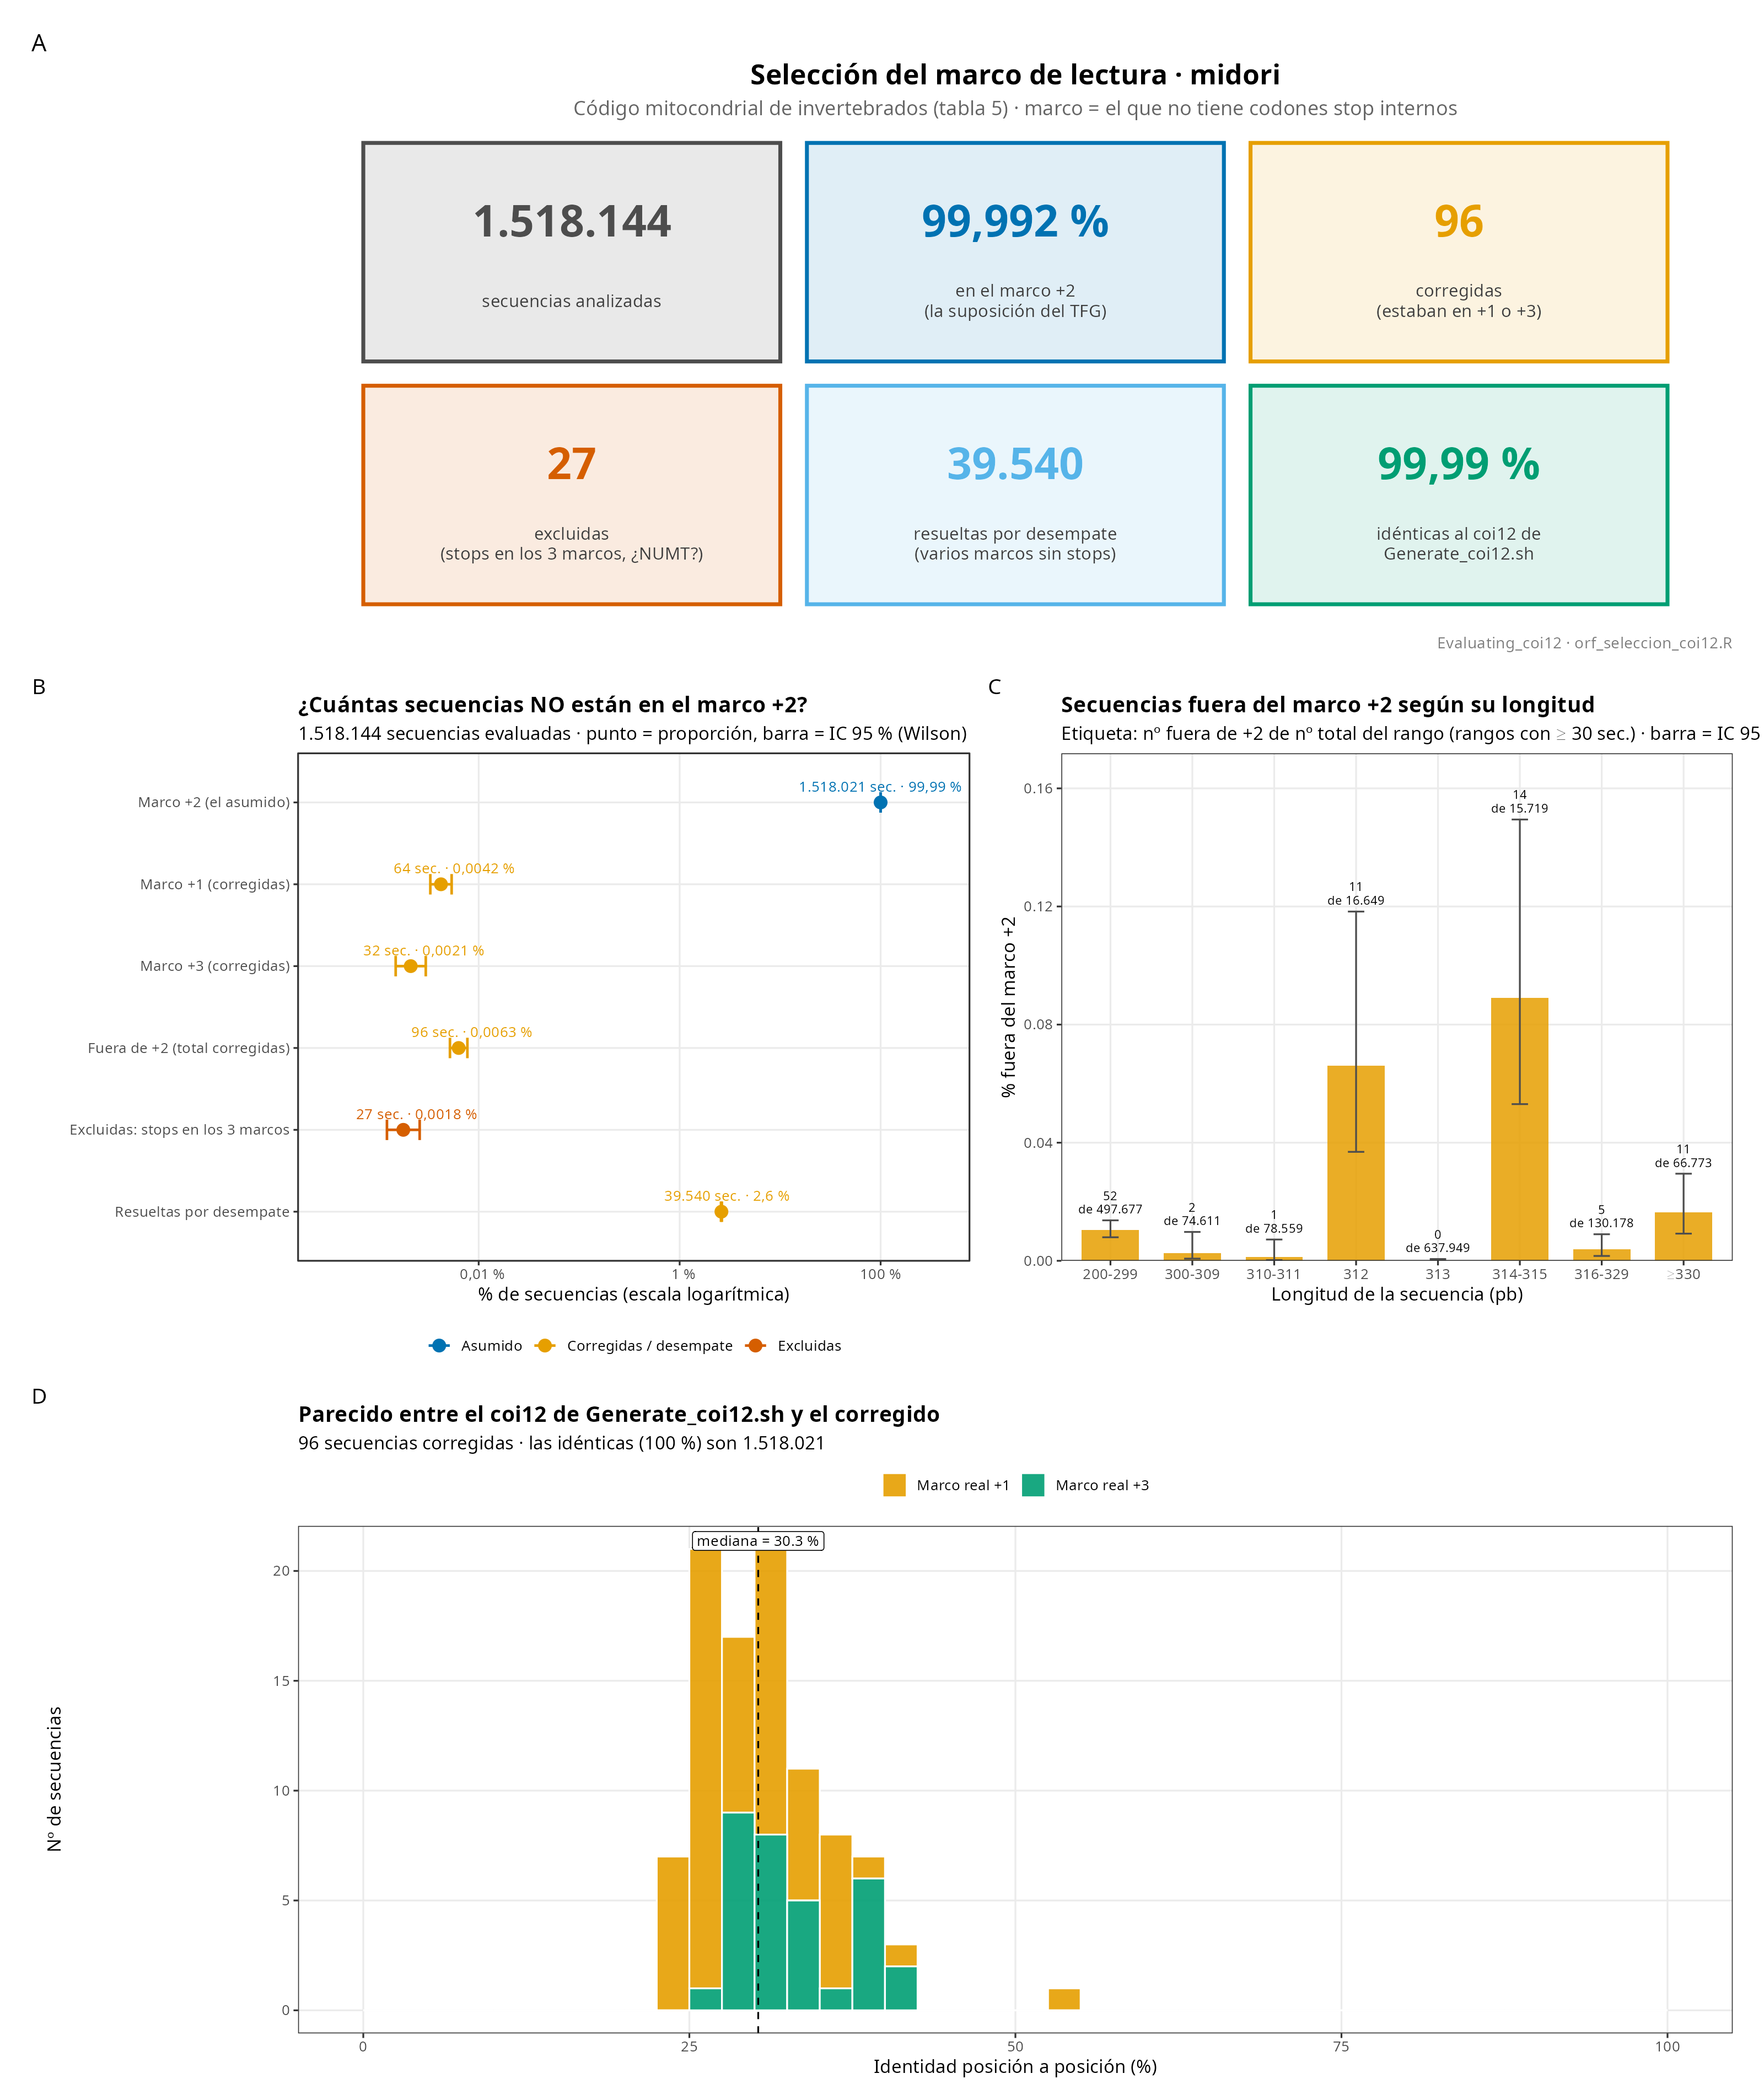 A
Selección del marco de lectura · midori
Código mitocondrial de invertebrados (tabla 5) · marco = el que no tiene codones stop internos
1.518.144
secuencias analizadas
99,992 %
en el marco +2
(la suposición del TFG)
96
corregidas
(estaban en +1 o +3)
27
excluidas
(stops en los 3 marcos, ¿NUMT?)
39.540
resueltas por desempate
(varios marcos sin stops)
99,99 %
idénticas al coi12 de
Generate_coi12.sh
Evaluating_coi12 · orf_seleccion_coi12.R
B
¿Cuántas secuencias NO están en el marco +2?
1.518.144 secuencias evaluadas · punto = proporción, barra = IC 95 % (Wilson)
Marco +2 (el asumido)
1.518.021 sec. · 99,99 %
Marco +1 (corregidas)
64 sec. · 0,0042 %
Marco +3 (corregidas)
32 sec. · 0,0021 %
Fuera de +2 (total corregidas)
96 sec. · 0,0063 %
Excluidas: stops en los 3 marcos
27 sec. · 0,0018 %
Resueltas por desempate
39.540 sec. · 2,6 %
0,01 %
1 %
100 %
% de secuencias (escala logarítmica)
Asumido
Corregidas / desempate
Excluidas
C
Secuencias fuera del marco +2 según su longitud
Etiqueta: nº fuera de +2 de nº total del rango (rangos con ≥ 30 sec.) · barra = IC 95
% fuera del marco +2
0.16
0.12
0.08
0.04
0.00
52
de 497.677
2
de 74.611
1
de 78.559
11
de 16.649
0
de 637.949
14
de 15.719
5
de 130.178
11
de 66.773
200-299
300-309
310-311
312
313
314-315
316-329
≥330
Longitud de la secuencia (pb)
D
Parecido entre el coi12 de Generate_coi12.sh y el corregido
96 secuencias corregidas · las idénticas (100 %) son 1.518.021
Marco real +1
Marco real +3
mediana = 30.3 %
Nº de secuencias
20
15
10
5
0
0
25
50
75
100
Identidad posición a posición (%)